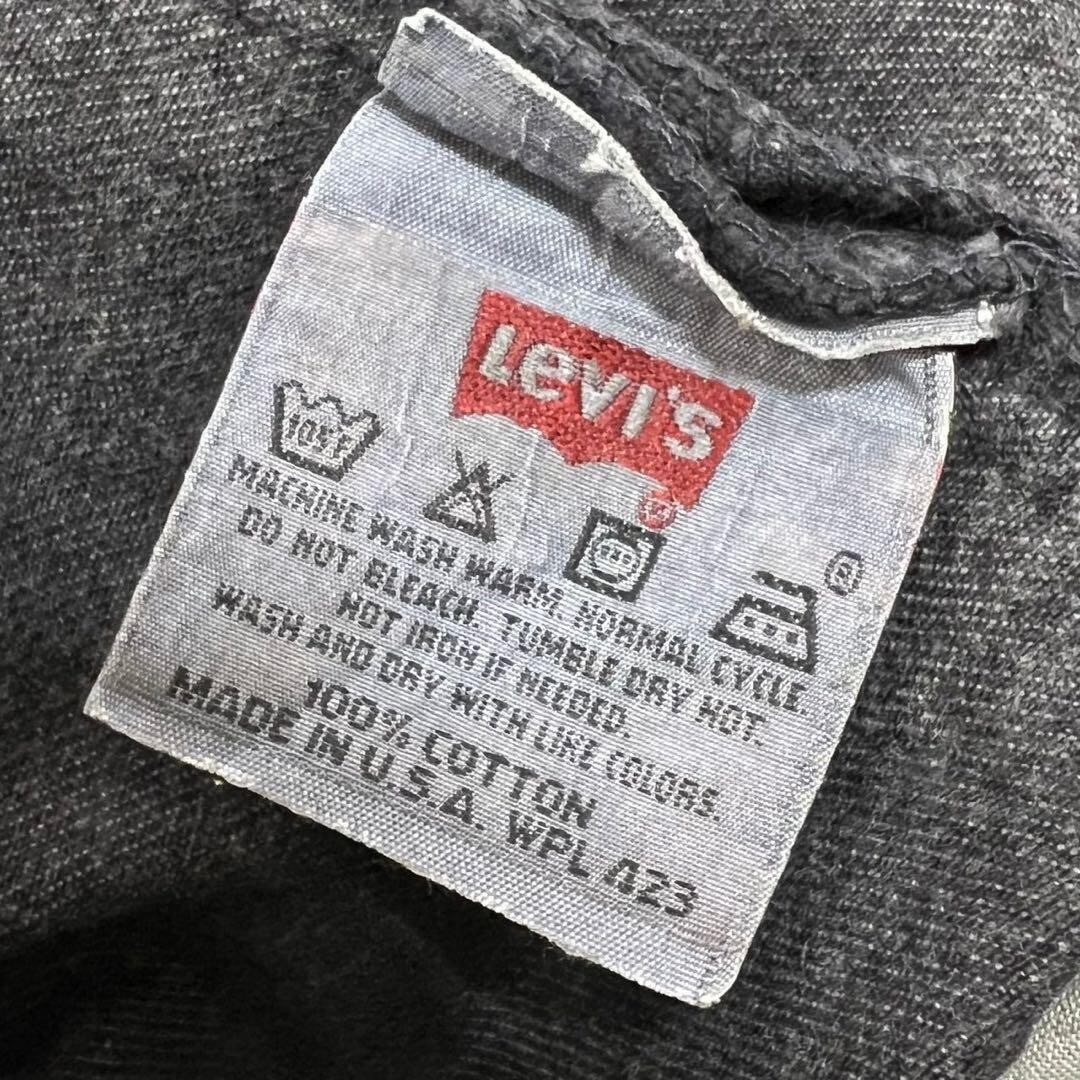 Levi's
®
105F
®
MACHINE WASH WARM. NORMAL CYCLE.
DO NOT BLEACH. TUMBLE DRY HOT.
HOT IRON IF NEEDED.
WASH AND DRY WITH LIKE COLORS.
100% COTTON
MADE IN U.S.A. WPL 423